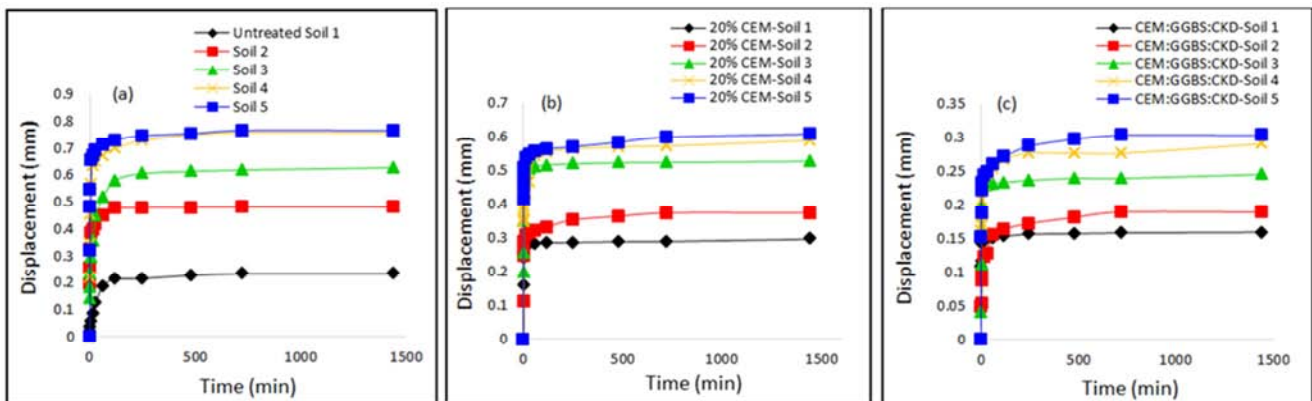 Untreated Soil 1
Soil 2
Soil 3
Soil 4
Soil 5
(a)
0.9
0.8
0.7
0.6
0.5
0.4
0.3
0.2
0.1
0
Displacement (mm)
0
500
1000
1500
Time (min)
20% CEM-Soil 1
20% CEM-Soil 2
20% CEM-Soil 3
20% CEM-Soil 4
20% CEM-Soil 5
(b)
0.7
0.6
0.5
0.4
0.3
0.2
0.1
0
Displacement (mm)
0
500
1000
1500
Time (min)
CEM:GGBS:CKD-Soil 1
CEM:GGBS:CKD-Soil 2
CEM:GGBS:CKD-Soil 3
CEM:GGBS:CKD-Soil 4
CEM:GGBS:CKD-Soil 5
(c)
0.35
0.3
0.25
0.2
0.15
0.1
0.05
0
Displacement (mm)
0
500
1000
1500
Time (min)